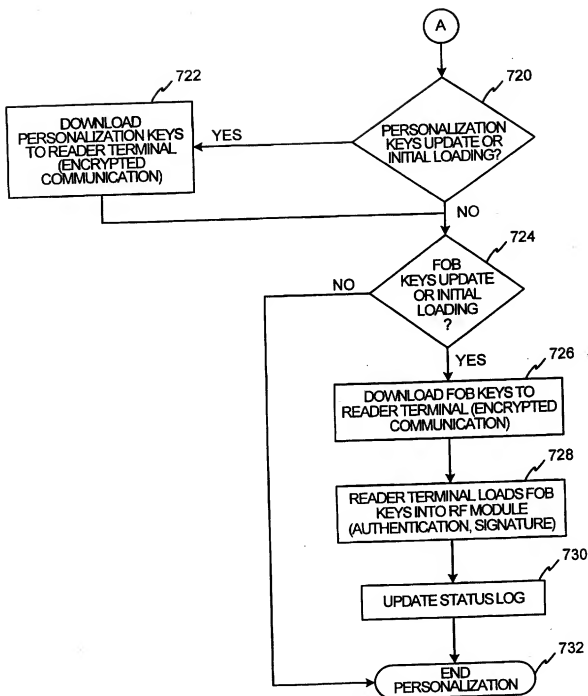 A
720
PERSONALIZATION
KEYS UPDATE OR
INITIAL LOADING?
YES
722
DOWNLOAD
PERSONALIZATION KEYS
TO READER TERMINAL
(ENCRYPTED
COMMUNICATION)
NO
724
FOB
KEYS UPDATE
OR INITIAL
LOADING
?
NO
YES
726
DOWNLOAD FOB KEYS TO
READER TERMINAL (ENCRYPTED
COMMUNICATION)
728
READER TERMINAL LOADS FOB
KEYS INTO RF MODULE
(AUTHENTICATION, SIGNATURE)
730
UPDATE STATUS LOG
732
END
PERSONALIZATION